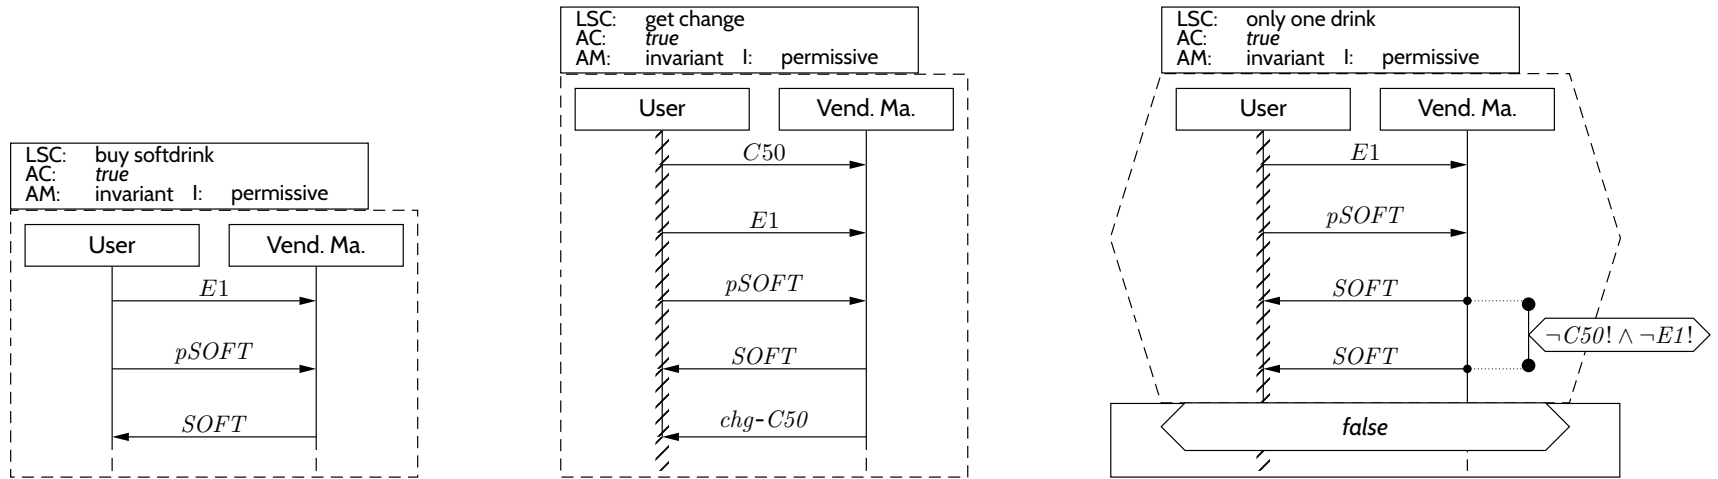 LSC: buy softdrink
AC: true
AM: invariant I: permissive
User
Vend. Ma.
E1
pSOFT
SOFT
LSC: get change
AC: true
AM: invariant I: permissive
User
Vend. Ma.
C50
E1
pSOFT
SOFT
chg-C50
LSC: only one drink
AC: true
AM: invariant I: permissive
User
Vend. Ma.
E1
pSOFT
SOFT
¬C50! ∧ ¬E1!
SOFT
false